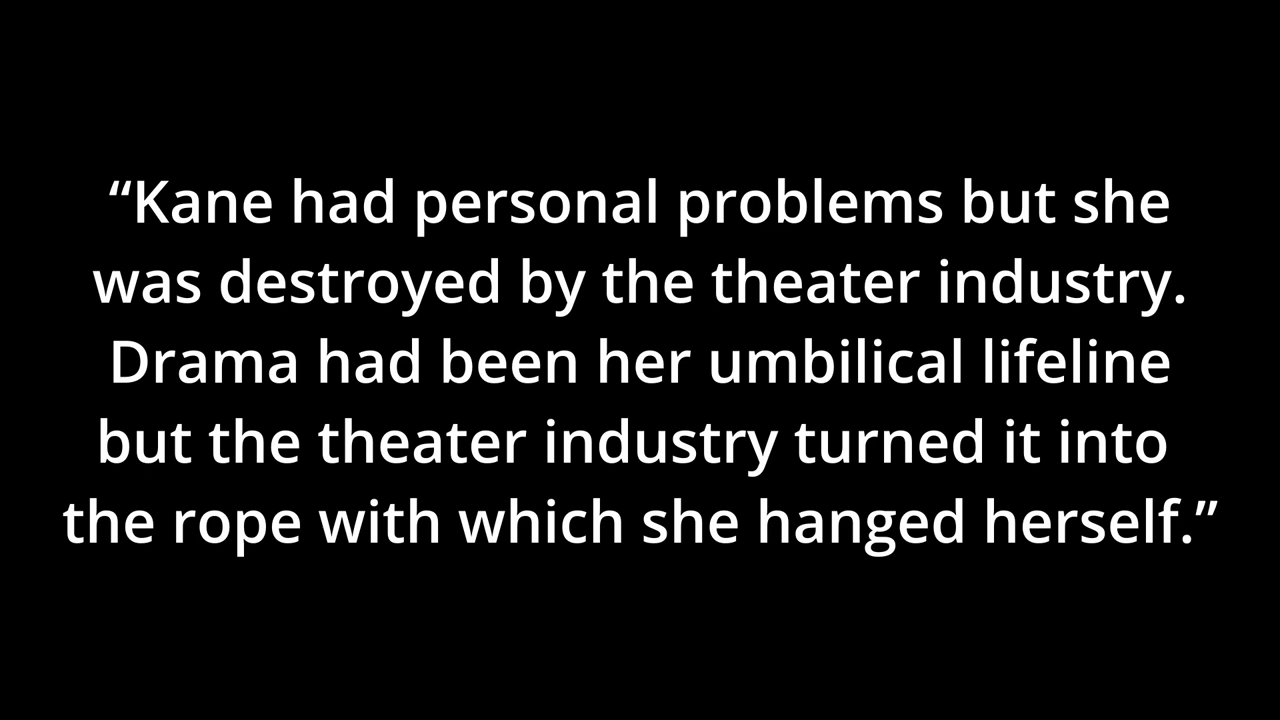 “Kane had personal problems but she
was destroyed by the theater industry.
Drama had been her umbilical lifeline
but the theater industry turned it into
the rope with which she hanged herself.”